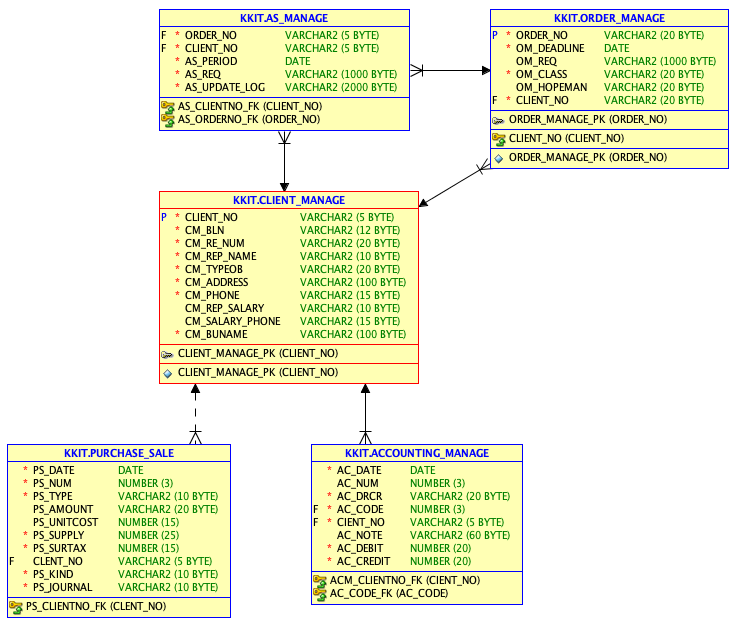 KKIT.AS_MANAGE
F * ORDER_NO VARCHAR2 (5 BYTE)
F * CLIENT_NO VARCHAR2 (5 BYTE)
* AS_PERIOD DATE
* AS_REQ VARCHAR2 (1000 BYTE)
* AS_UPDATE_LOG VARCHAR2 (2000 BYTE)
AS_CLIENTNO_FK (CLIENT_NO)
AS_ORDERNO_FK (ORDER_NO)
KKIT.ORDER_MANAGE
P * ORDER_NO VARCHAR2 (20 BYTE)
* OM_DEADLINE DATE
OM_REQ VARCHAR2 (1000 BYTE)
* OM_CLASS VARCHAR2 (20 BYTE)
OM_HOPEMAN VARCHAR2 (20 BYTE)
F * CLIENT_NO VARCHAR2 (20 BYTE)
ORDER_MANAGE_PK (ORDER_NO)
CLIENT_NO (CLIENT_NO)
ORDER_MANAGE_PK (ORDER_NO)
KKIT.CLIENT_MANAGE
P * CLIENT_NO VARCHAR2 (5 BYTE)
* CM_BLN VARCHAR2 (12 BYTE)
* CM_RE_NUM VARCHAR2 (20 BYTE)
* CM_REP_NAME VARCHAR2 (10 BYTE)
* CM_TYPEOB VARCHAR2 (20 BYTE)
* CM_ADDRESS VARCHAR2 (100 BYTE)
* CM_PHONE VARCHAR2 (15 BYTE)
CM_REP_SALARY VARCHAR2 (10 BYTE)
CM_SALARY_PHONE VARCHAR2 (15 BYTE)
* CM_BUNAME VARCHAR2 (100 BYTE)
CLIENT_MANAGE_PK (CLIENT_NO)
CLIENT_MANAGE_PK (CLIENT_NO)
KKIT.PURCHASE_SALE
* PS_DATE DATE
* PS_NUM NUMBER (3)
* PS_TYPE VARCHAR2 (10 BYTE)
PS_AMOUNT VARCHAR2 (20 BYTE)
PS_UNITCOST NUMBER (15)
* PS_SUPPLY NUMBER (25)
* PS_SURTAX NUMBER (15)
F CLENT_NO VARCHAR2 (5 BYTE)
* PS_KIND VARCHAR2 (10 BYTE)
* PS_JOURNAL VARCHAR2 (10 BYTE)
PS_CLIENTNO_FK (CLENT_NO)
KKIT.ACCOUNTING_MANAGE
* AC_DATE DATE
AC_NUM NUMBER (3)
* AC_DRCR VARCHAR2 (20 BYTE)
F * AC_CODE NUMBER (3)
F * CIENT_NO VARCHAR2 (5 BYTE)
AC_NOTE VARCHAR2 (60 BYTE)
* AC_DEBIT NUMBER (20)
* AC_CREDIT NUMBER (20)
ACM_CLIENTNO_FK (CIENT_NO)
AC_CODE_FK (AC_CODE)